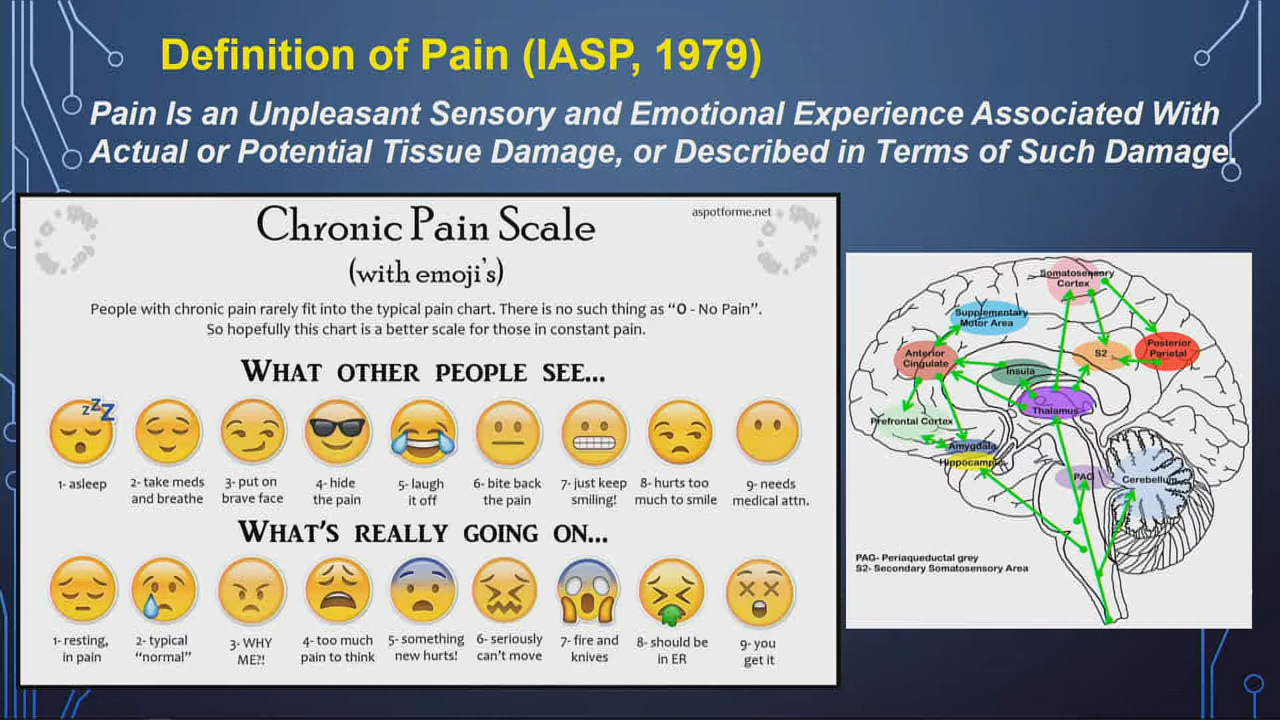 Definition of Pain (IASP, 1979)
Pain Is an Unpleasant Sensory and Emotional Experience Associated With
Actual or Potential Tissue Damage, or Described in Terms of Such Damage.
aspotforme.net
Chronic Pain Scale
(with emoji's)
People with chronic pain rarely fit into the typical pain chart. There is no such thing as "0 - No Pain".
So hopefully this chart is a better scale for those in constant pain.
WHAT OTHER PEOPLE SEE...
zzZ
1- asleep
2- take meds
and breathe
3- put on
brave face
4- hide
the pain
5- laugh
it off
6- bite back
the pain
7- just keep
smiling!
8- hurts too
much to smile
9- needs
medical attn.
WHAT'S REALLY GOING ON...
1- resting,
in pain
2- typical
"normal"
3- WHY
ME?!
4- too much
pain to think
5- something
new hurts!
6- seriously
can't move
7- fire and
knives
8- should be
in ER
9- you
get it
Somatosensory
Cortex
Supplementary
Motor Area
Anterior
Cingulate
Insula
S2
Posterior
Parietal
Thalamus
Prefrontal Cortex
Amygdala
Hippocamp
PAG
Cerebellum
PAG- Periaqueductal grey
S2- Secondary Somatosensory Area